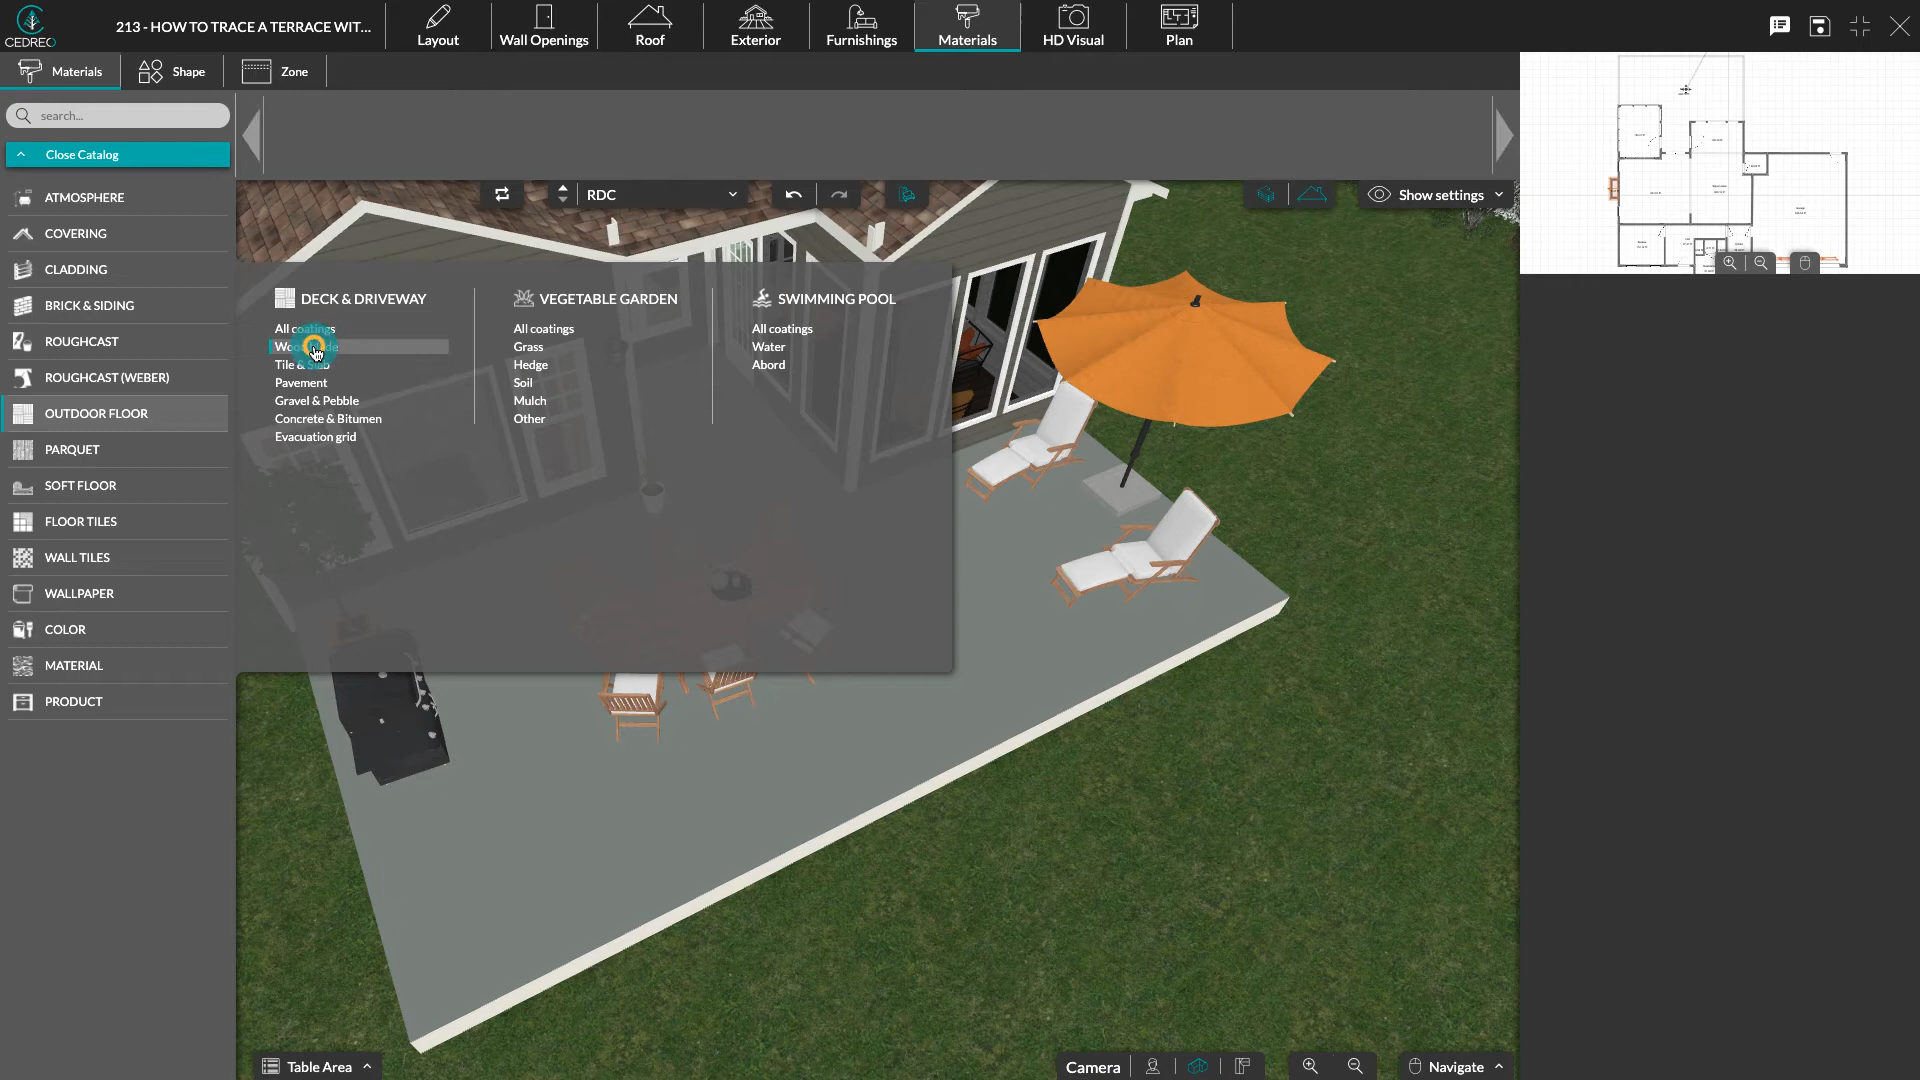 CEDREO
213 - HOW TO TRACE A TERRACE WIT...
Layout
Wall Openings
Roof
Exterior
Furnishings
Materials
HD Visual
Plan
Materials
Shape
Zone
search...
Close Catalog
RDC
Show settings
ATMOSPHERE
COVERING
CLADDING
BRICK & SIDING
ROUGHCAST
ROUGHCAST (WEBER)
OUTDOOR FLOOR
PARQUET
SOFT FLOOR
FLOOR TILES
WALL TILES
WALLPAPER
COLOR
MATERIAL
PRODUCT
DECK & DRIVEWAY
All coatings
Tile & Slab
Pavement
Gravel & Pebble
Concrete & Bitumen
Evacuation grid
VEGETABLE GARDEN
All coatings
Grass
Hedge
Soil
Mulch
Other
SWIMMING POOL
All coatings
Water
Abord
Table Area
Camera
Navigate